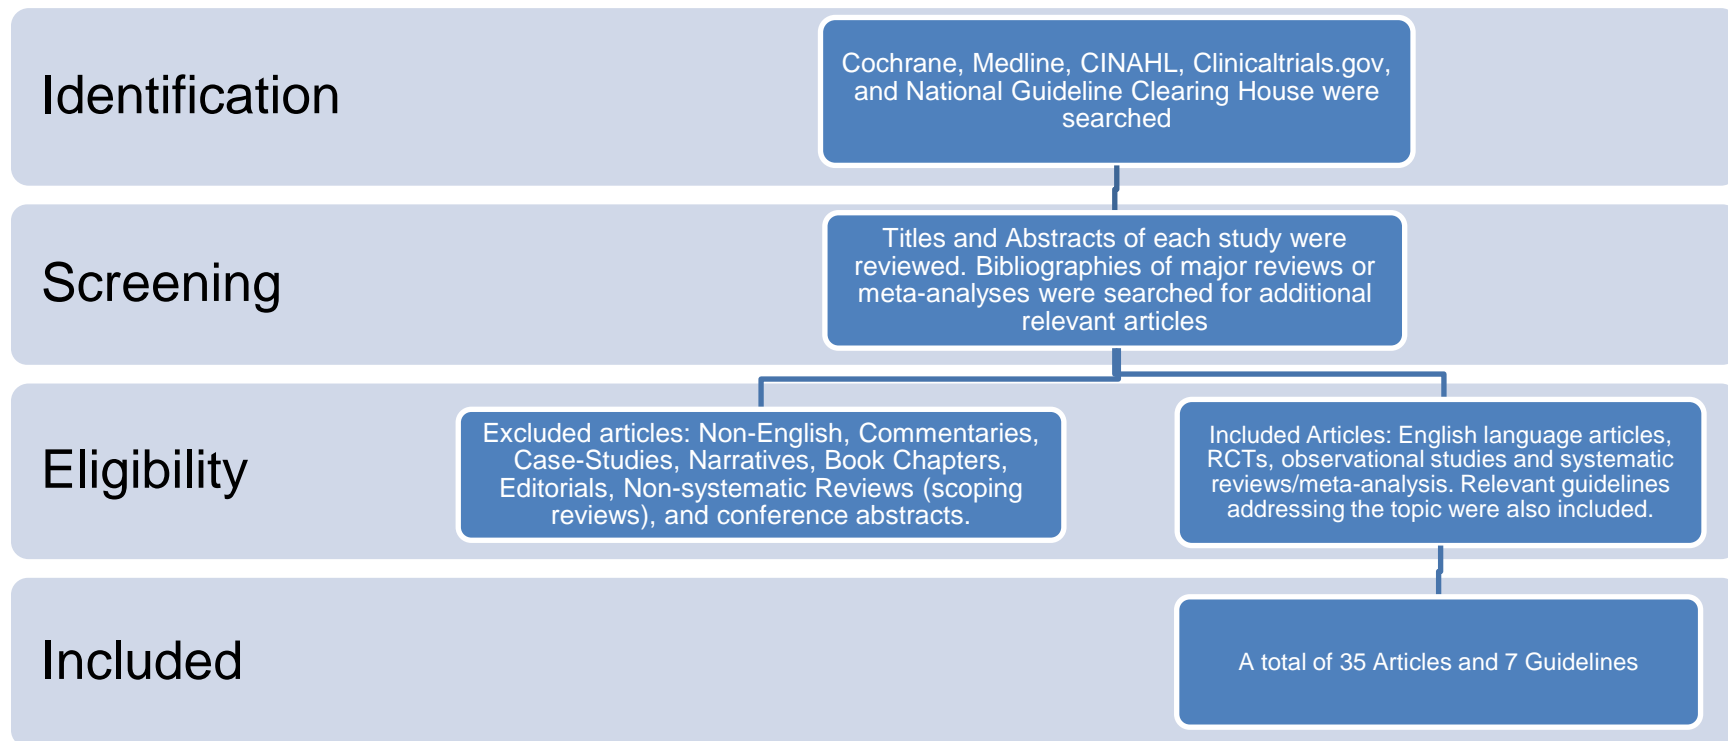 Identification
Cochrane, Medline, CINAHL, Clinicaltrials.gov,
and National Guideline Clearing House were
searched
Screening
Titles and Abstracts of each study were
reviewed. Bibliographies of major reviews or
meta-analyses were searched for additional
relevant articles
Eligibility
Excluded articles: Non-English, Commentaries,
Case-Studies, Narratives, Book Chapters,
Editorials, Non-systematic Reviews (scoping
reviews), and conference abstracts.
Included Articles: English language articles,
RCTs, observational studies and systematic
reviews/meta-analysis. Relevant guidelines
addressing the topic were also included.
Included
A total of 35 Articles and 7 Guidelines